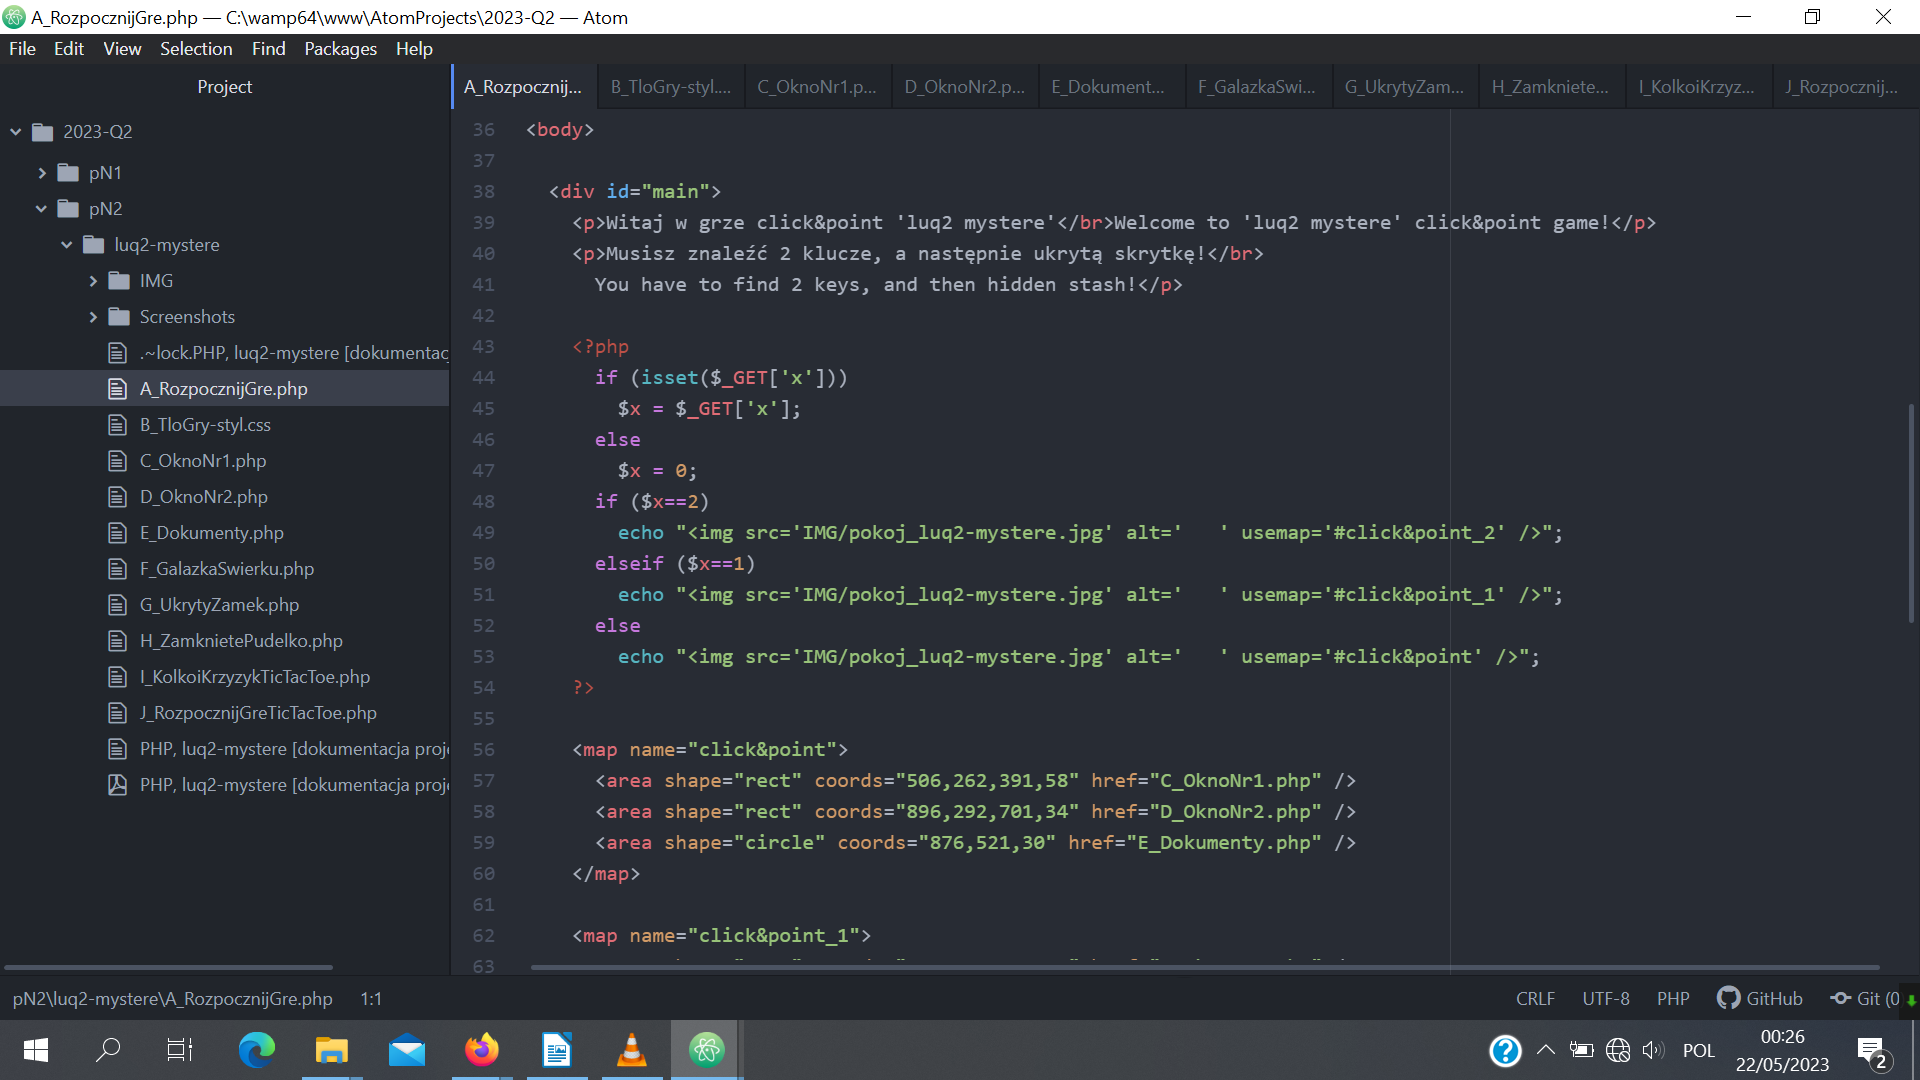 A_RozpocznijGre.php — C:\wamp64\www\AtomProjects\2023-Q2 — Atom
File Edit View Selection Find Packages Help
Project
A_Rozpocznij... B_TloGry-styl.... C_OknoNr1.p... D_OknoNr2.p... E_Dokument... F_GalazkaSwi... G_UkrytyZam... H_Zamkniete... I_KolkoiKrzyz... J_Rozpocznij...
2023-Q2
pN1
pN2
luq2-mystere
IMG
Screenshots
.~lock.PHP, luq2-mystere [dokumentac
A_RozpocznijGre.php
B_TloGry-styl.css
C_OknoNr1.php
D_OknoNr2.php
E_Dokumenty.php
F_GalazkaSwierku.php
G_UkrytyZamek.php
H_ZamknietePudelko.php
I_KolkoiKrzyzykTicTacToe.php
J_RozpocznijGreTicTacToe.php
PHP, luq2-mystere [dokumentacja proje
PHP, luq2-mystere [dokumentacja proje
36 <body>
37
38 <div id="main">
39 <p>Witaj w grze click&point 'luq2 mystere'</br>Welcome to 'luq2 mystere' click&point game!</p>
40 <p>Musisz znaleźć 2 klucze, a następnie ukrytą skrytkę!</br>
41 You have to find 2 keys, and then hidden stash!</p>
42
43 <?php
44 if (isset($_GET['x']))
45 $x = $_GET['x'];
46 else
47 $x = 0;
48 if ($x==2)
49 echo "<img src='IMG/pokoj_luq2-mystere.jpg' alt='   ' usemap='#click&point_2' />";
50 elseif ($x==1)
51 echo "<img src='IMG/pokoj_luq2-mystere.jpg' alt='   ' usemap='#click&point_1' />";
52 else
53 echo "<img src='IMG/pokoj_luq2-mystere.jpg' alt='   ' usemap='#click&point' />";
54 ?>
55
56 <map name="click&point">
57 <area shape="rect" coords="506,262,391,58" href="C_OknoNr1.php" />
58 <area shape="rect" coords="896,292,701,34" href="D_OknoNr2.php" />
59 <area shape="circle" coords="876,521,30" href="E_Dokumenty.php" />
60 </map>
61
62 <map name="click&point_1">
63
pN2\luq2-mystere\A_RozpocznijGre.php 1:1 CRLF UTF-8 PHP GitHub Git (0
POL
00:26
22/05/2023
2